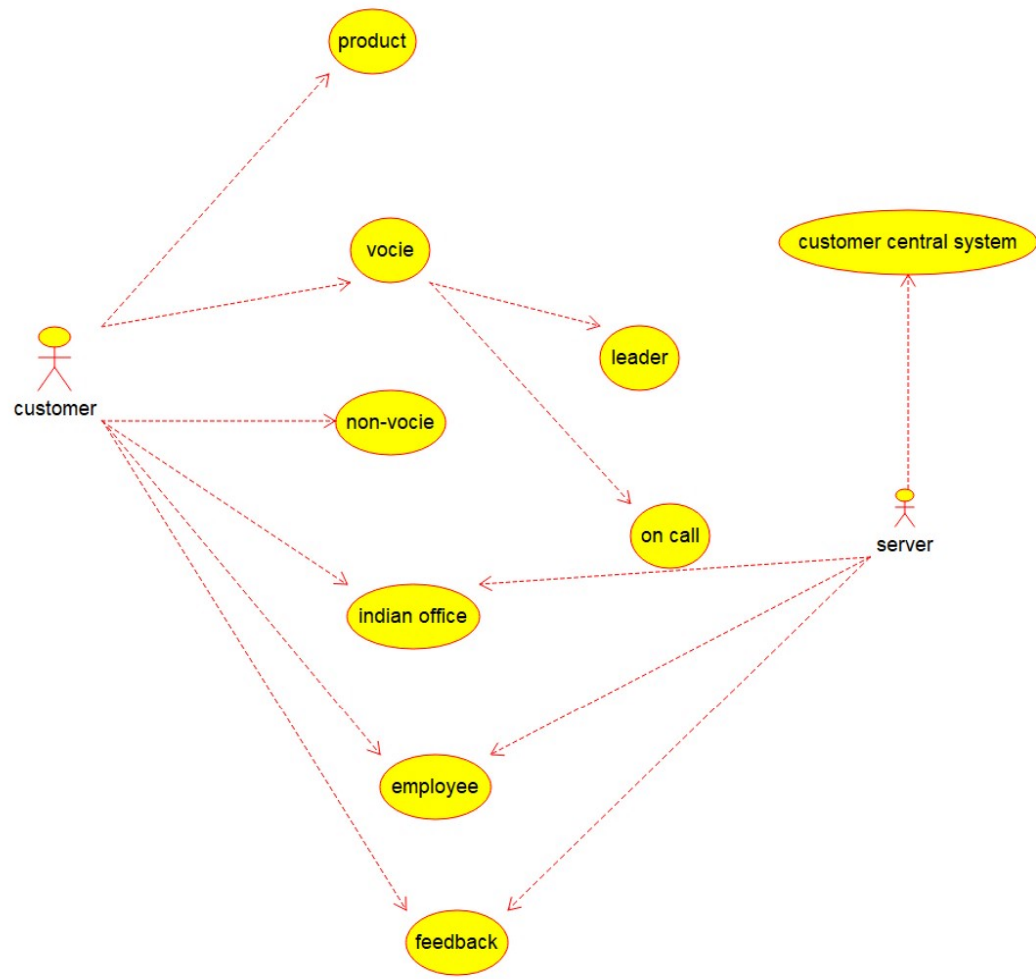 product
vocie
customer central system
leader
customer
non-vocie
on call
server
indian office
employee
feedback